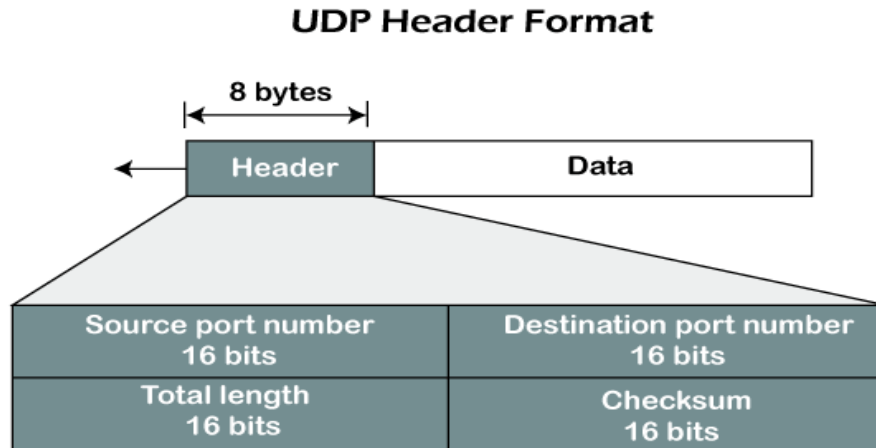 UDP Header Format
8 bytes
Header
Data
Source port number
16 bits
Destination port number
16 bits
Total length
16 bits
Checksum
16 bits